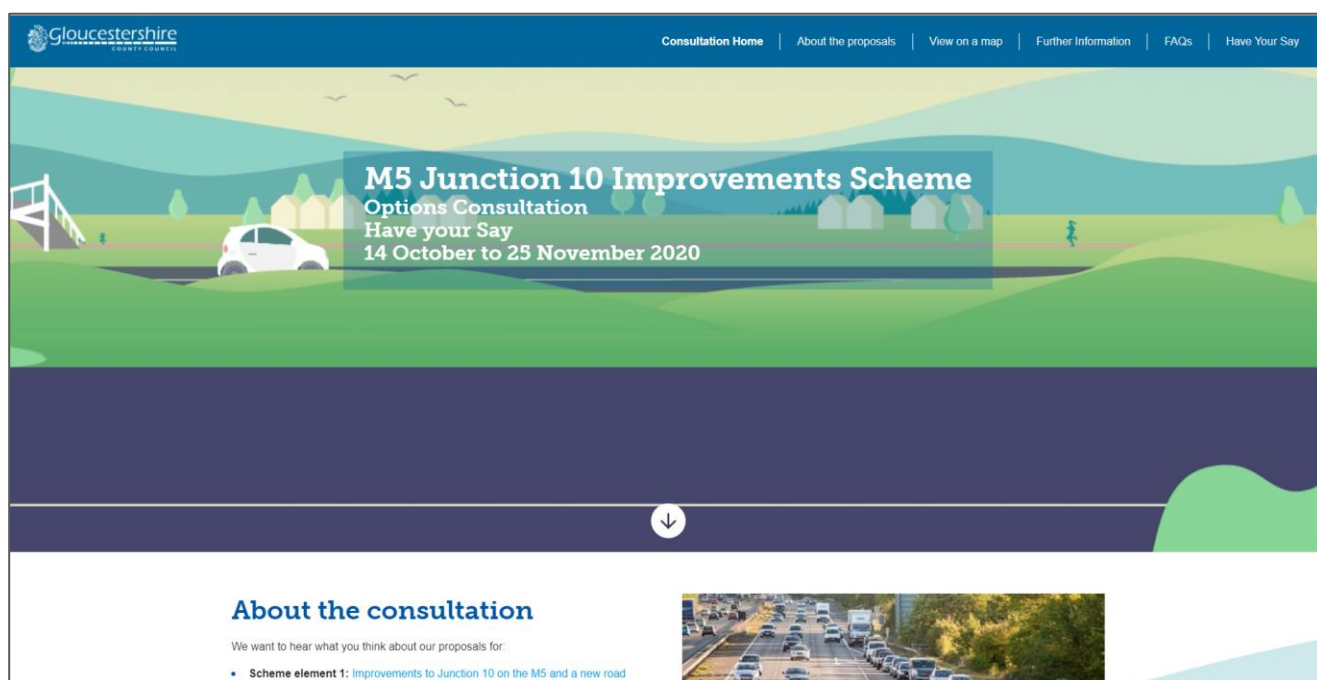 Gloucestershire
COUNTY COUNCIL
Consultation Home
About the proposals
View on a map
Further Information
FAQs
Have Your Say
M5 Junction 10 Improvements Scheme
Options Consultation
Have your Say
14 October to 25 November 2020
About the consultation
We want to hear what you think about our proposals for:
Scheme element 1: Improvements to Junction 10 on the M5 and a new road